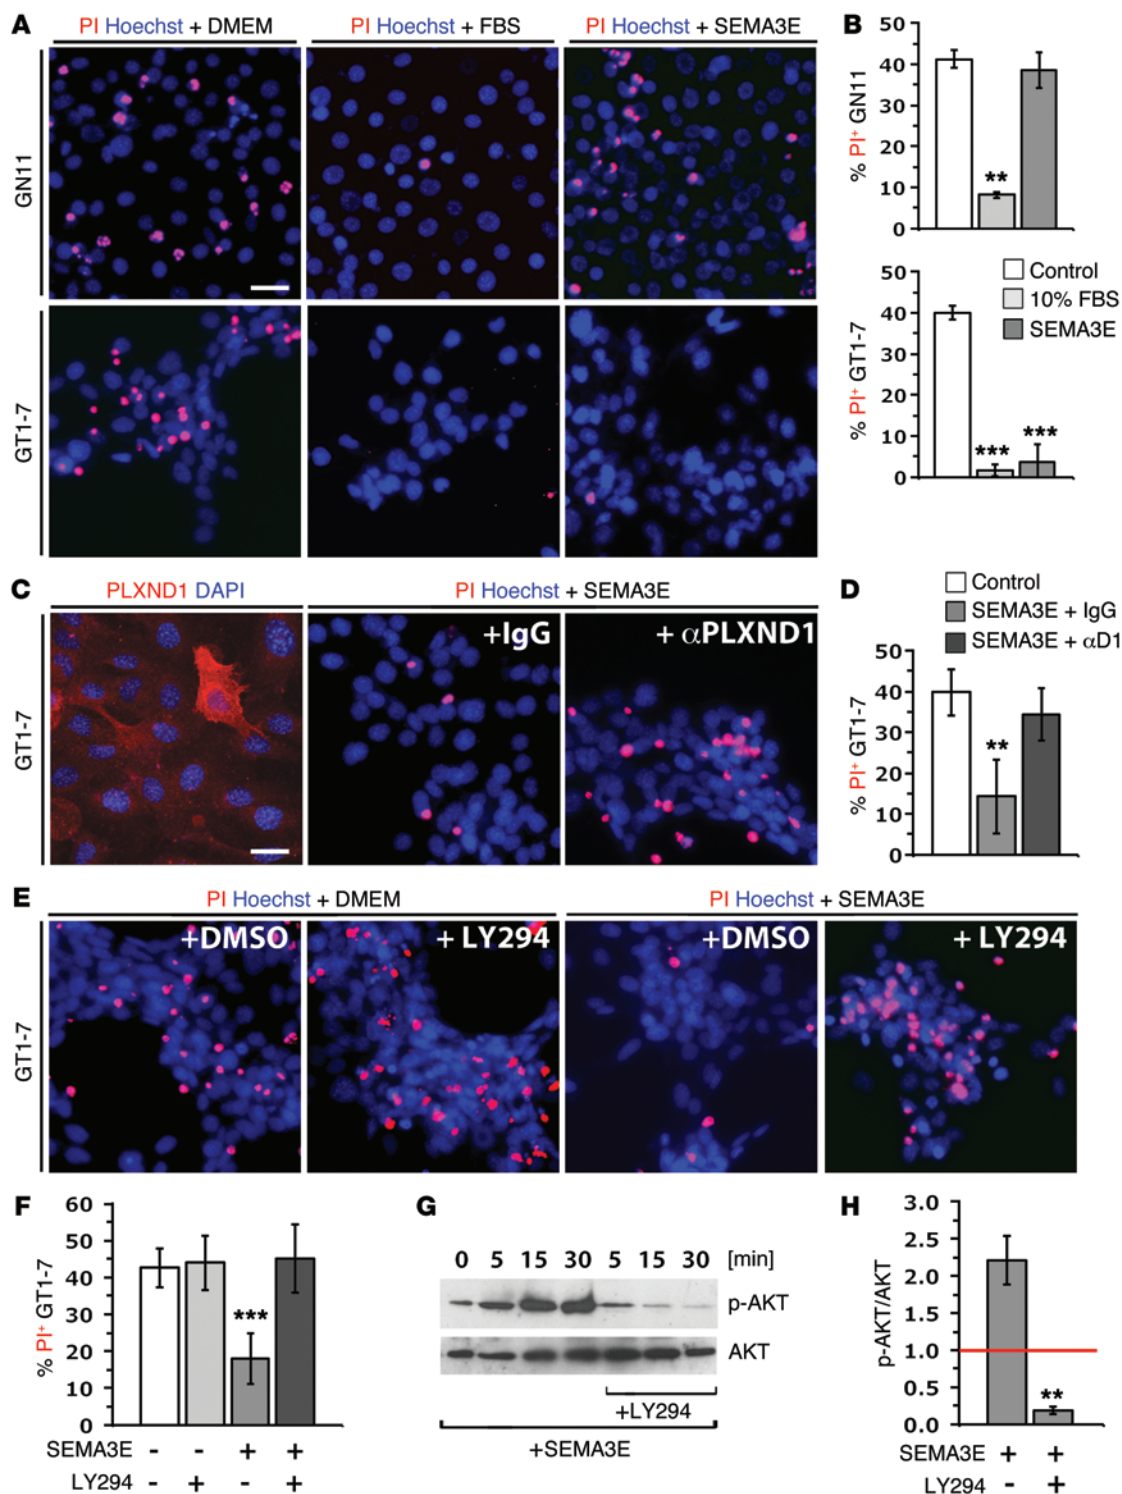 A
PI Hoechst + DMEM
PI Hoechst + FBS
PI Hoechst + SEMA3E
GN11
GT1-7
B
% PI+ GN11
50
40
30
20
10
0
**
Control
10% FBS
SEMA3E
% PI+ GT1-7
50
40
30
20
10
0
***
***
C
PLXND1 DAPI
PI Hoechst + SEMA3E
GT1-7
+IgG
+ αPLXND1
D
Control
SEMA3E + IgG
SEMA3E + αD1
% PI+ GT1-7
50
40
30
20
10
0
**
E
PI Hoechst + DMEM
PI Hoechst + SEMA3E
GT1-7
+DMSO
+ LY294
+DMSO
+ LY294
F
% PI+ GT1-7
60
50
40
30
20
10
0
***
SEMA3E - - + +
LY294 - + - +
G
0 5 15 30 5 15 30 [min]
p-AKT
AKT
+LY294
+SEMA3E
H
p-AKT/AKT
3.0
2.5
2.0
1.5
1.0
0.5
0.0
**
SEMA3E + +
LY294 - +